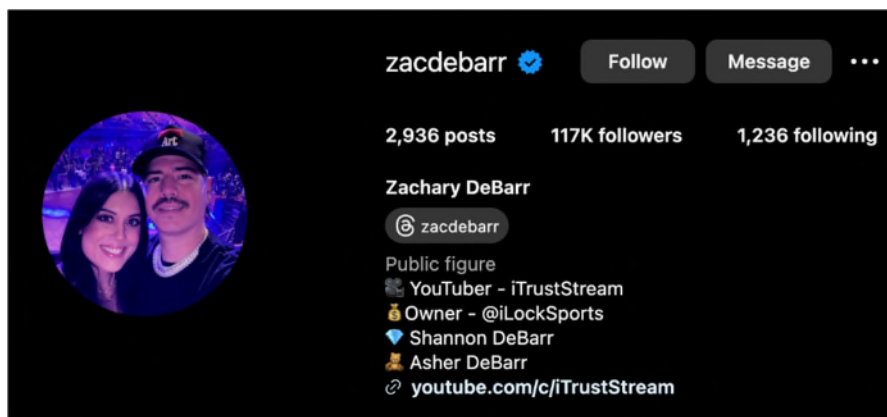 zacdebarr
Follow
Message
2,936 posts 117K followers 1,236 following
Zachary DeBarr
zacdebarr
Public figure
🎥 YouTuber - iTrustStream
💰Owner - @iLockSports
💎 Shannon DeBarr
🧸 Asher DeBarr
youtube.com/c/iTrustStream
Art